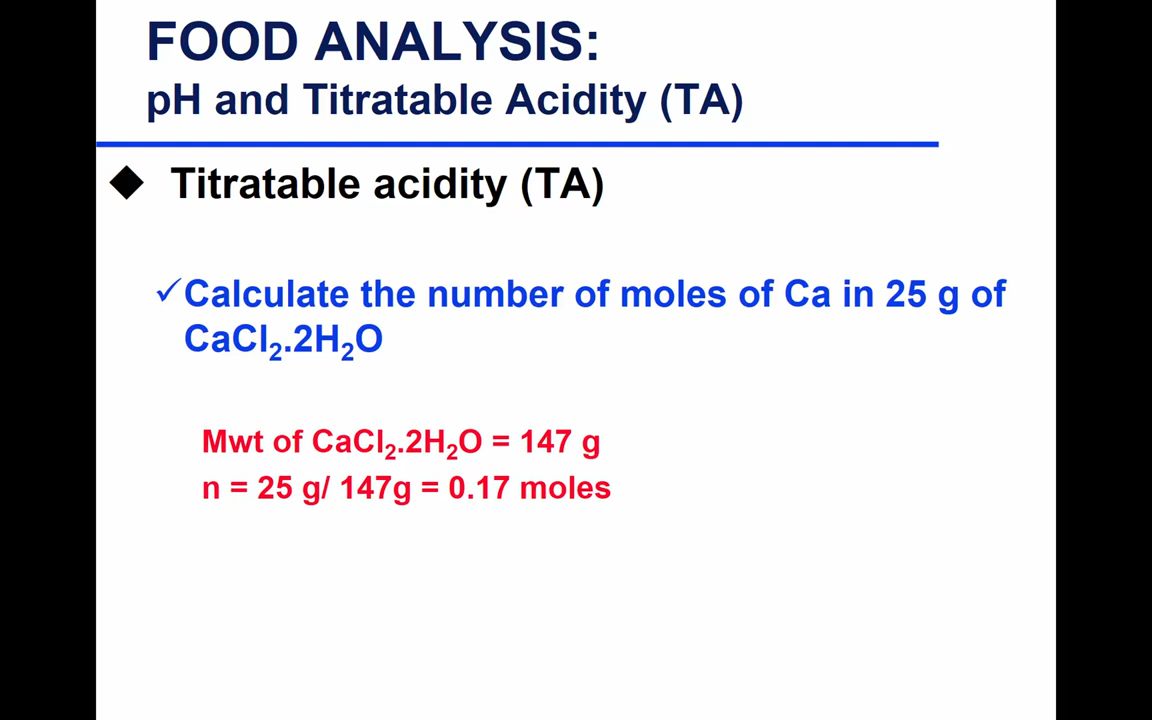 FOOD ANALYSIS:
pH and Titratable Acidity (TA)
◆ Titratable acidity (TA)
✓Calculate the number of moles of Ca in 25 g of
CaCl₂.2H₂O
Mwt of CaCl₂.2H₂O = 147 g
n = 25 g/ 147g = 0.17 moles